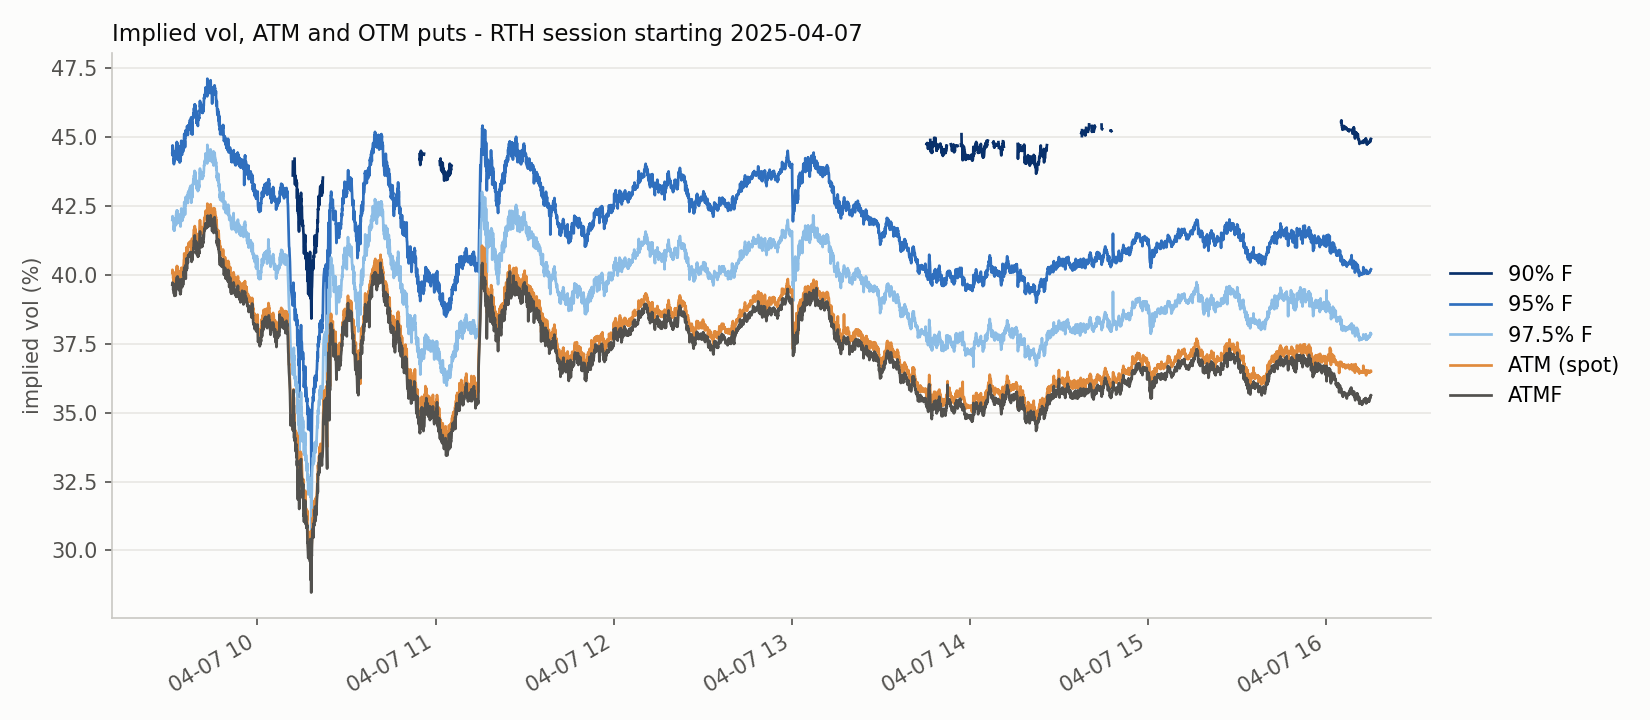 Implied vol, ATM and OTM puts - RTH session starting 2025-04-07
47.5
45.0
42.5
40.0
37.5
35.0
32.5
30.0
implied vol (%)
04-07 10
04-07 11
04-07 12
04-07 13
04-07 14
04-07 15
04-07 16
90% F
95% F
97.5% F
ATM (spot)
ATMF